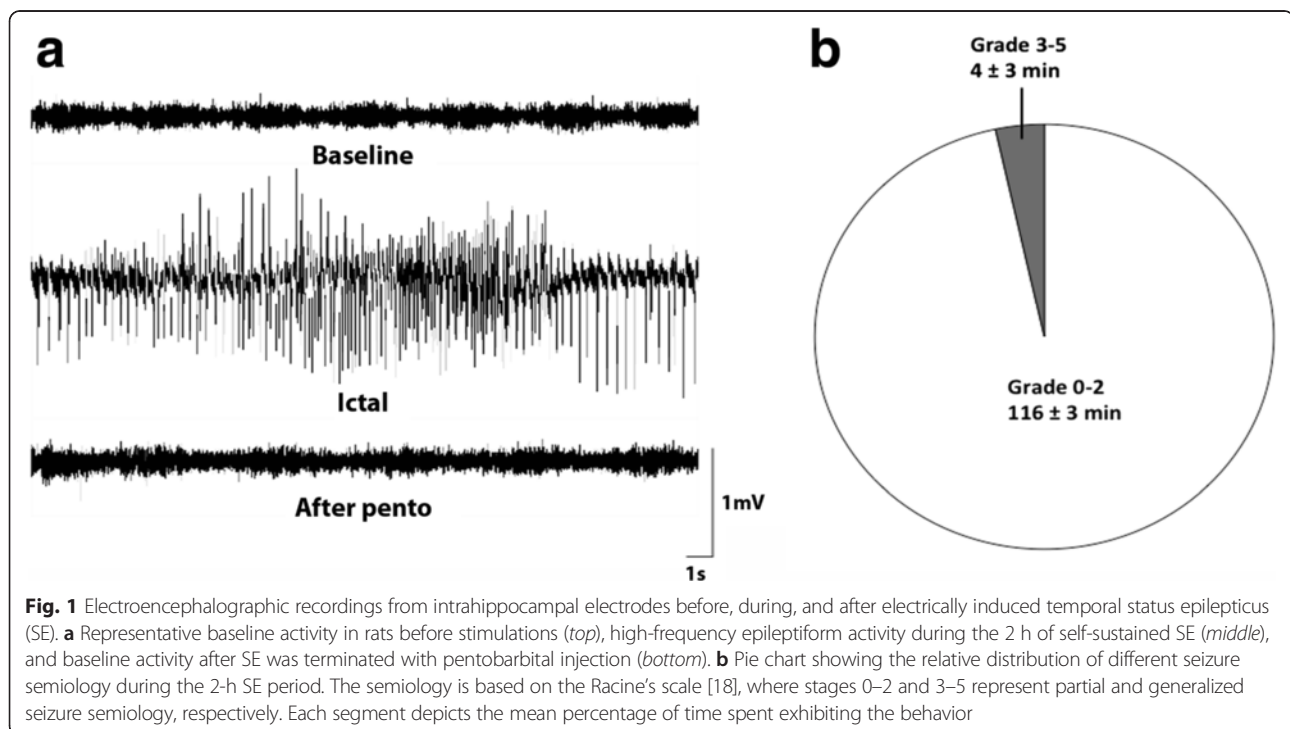 a
Baseline
Ictal
After pento
1mV
1s
b
Grade 3-5
4 ± 3 min
Grade 0-2
116 ± 3 min
Fig. 1 Electroencephalographic recordings from intrahippocampal electrodes before, during, and after electrically induced temporal status epilepticus
(SE). a Representative baseline activity in rats before stimulations (top), high-frequency epileptiform activity during the 2 h of self-sustained SE (middle),
and baseline activity after SE was terminated with pentobarbital injection (bottom). b Pie chart showing the relative distribution of different seizure
semiology during the 2-h SE period. The semiology is based on the Racine's scale [18], where stages 0–2 and 3–5 represent partial and generalized
seizure semiology, respectively. Each segment depicts the mean percentage of time spent exhibiting the behavior